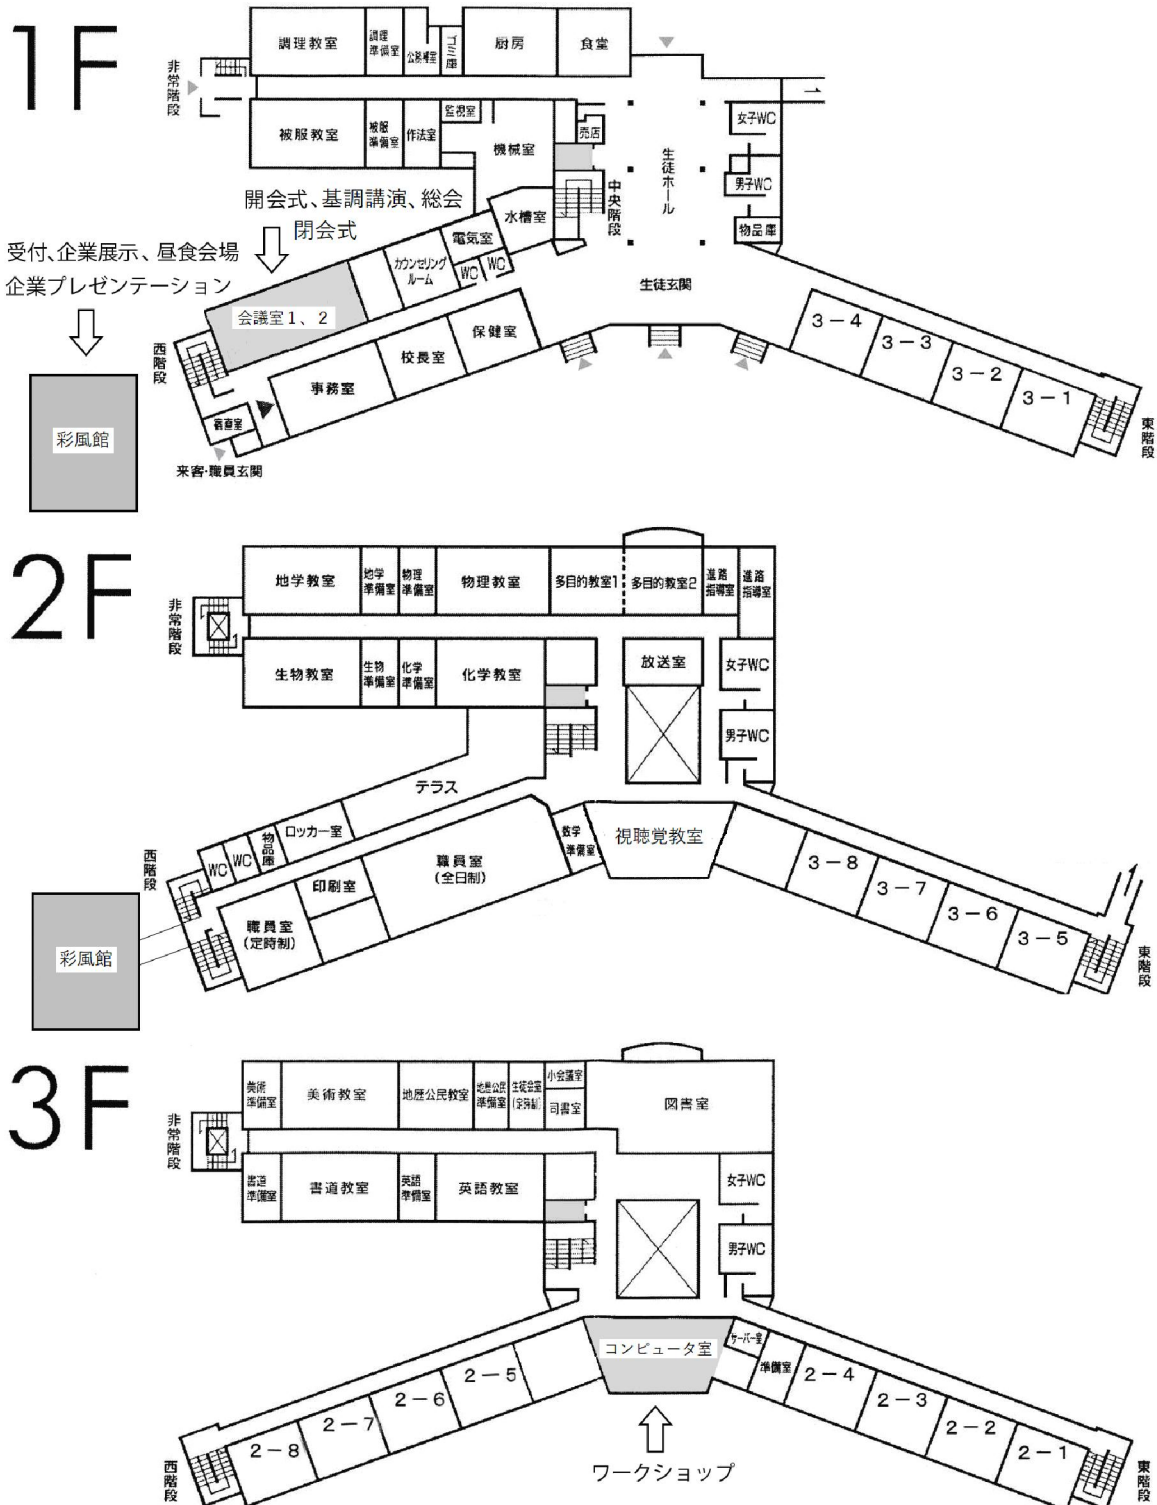 1F
調理教室
調理
準備室
公務補室
ゴミ庫
厨房
食堂
非常階段
被服教室
被服
準備室
作法室
監視室
機械室
売店
女子WC
男子WC
物品庫
生徒ホール
中央階段
水槽室
電気室
WC
WC
カウンセリング
ルーム
生徒玄関
開会式、基調講演、総会
閉会式
受付、企業展示、昼食会場
企業プレゼンテーション
会議室1、2
西階段
保健室
校長室
事務室
宿直室
来客・職員玄関
彩風館
3-4
3-3
3-2
3-1
東階段
2F
地学教室
地学
準備室
物理
準備室
物理教室
多目的教室1
多目的教室2
進路
指導室
進路
指導室
非常階段
生物教室
生物
準備室
化学
準備室
化学教室
放送室
女子WC
男子WC
テラス
ロッカー室
物品庫
WC
WC
西階段
職員室
(全日制)
数学
準備室
視聴覚教室
印刷室
職員室
(定時制)
彩風館
3-8
3-7
3-6
3-5
東階段
3F
美術
準備室
美術教室
地歴公民教室
地歴公民
準備室
生徒会室
(定時制)
小会議室
司書室
図書室
非常階段
書道
準備室
書道教室
英語
準備室
英語教室
女子WC
男子WC
コンピュータ室
サーバー室
準備室
2-5
2-6
2-7
2-8
2-4
2-3
2-2
2-1
西階段
東階段
ワークショップ